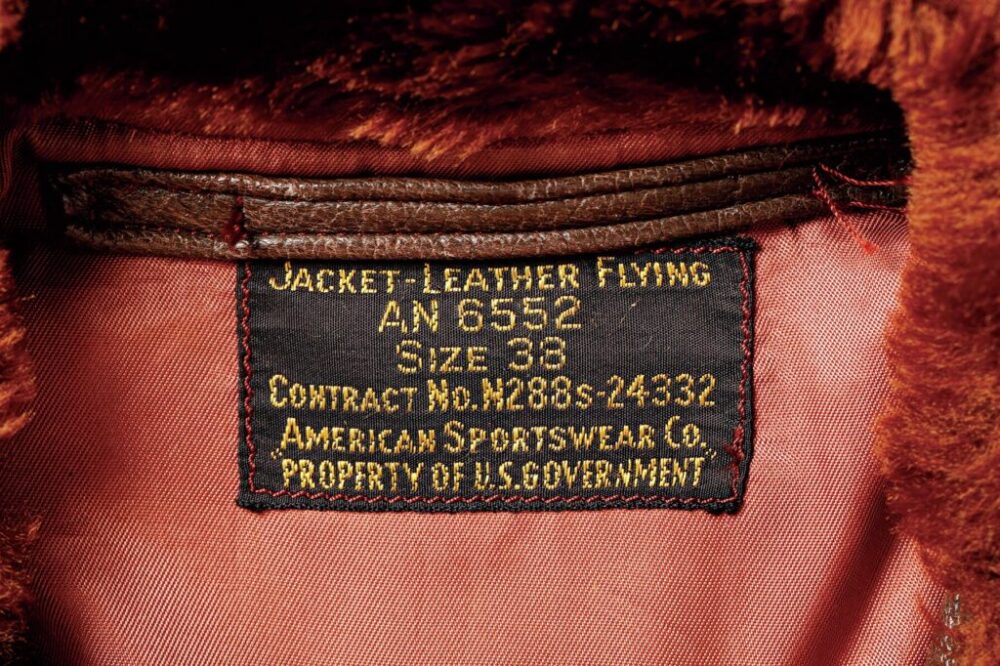 JACKET-LEATHER FLYING
AN 6552
SIZE 38
CONTRACT NO. N288S-24332
AMERICAN SPORTSWEAR CO.
"PROPERTY OF U.S. GOVERNMENT"